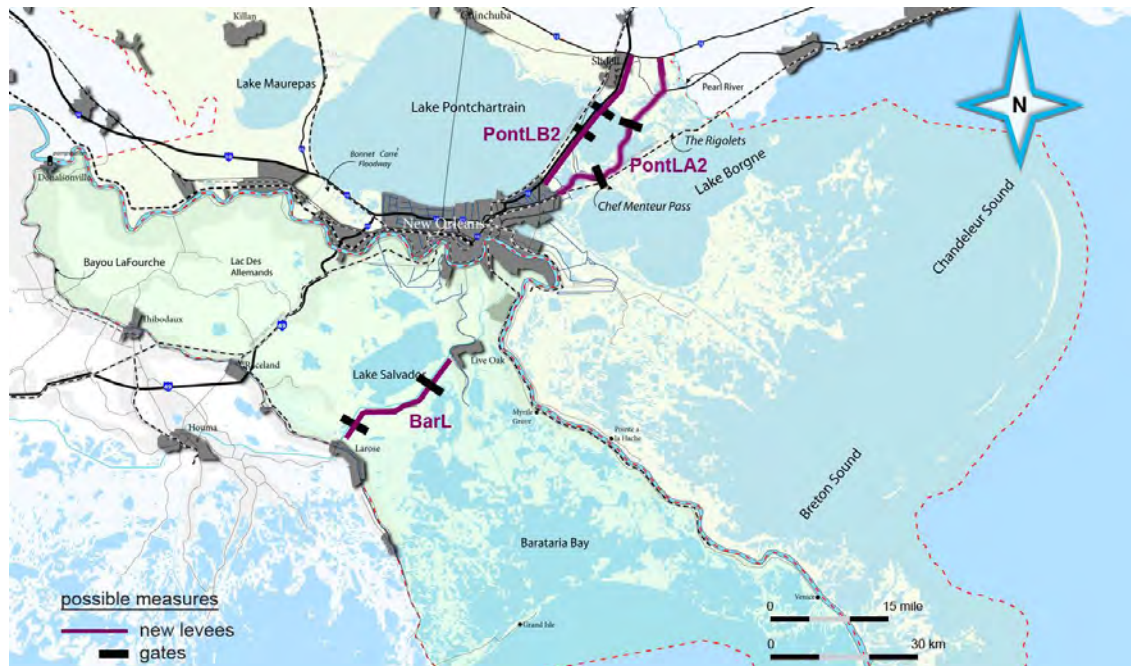 Killan
Chinchuba
Slidell
Lake Maurepas
Lake Pontchartrain
Pearl River
N
PontLB2
The Rigolets
Bonnet Carré
Floodway
PontLA2
Lake Borgne
Donalsonville
Chef Menteur Pass
New Orleans
Chandeleur Sound
Bayou LaFourche
Lac Des
Allemands
Thibodaux
Raceland
Live Oak
Lake Salvador
BarL
Myrtle
Grove
Pointe a
la Hache
Houma
Larose
Breton Sound
Barataria Bay
Venice
Grand Isle
possible measures
new levees
gates
0 15 mile
0 30 km